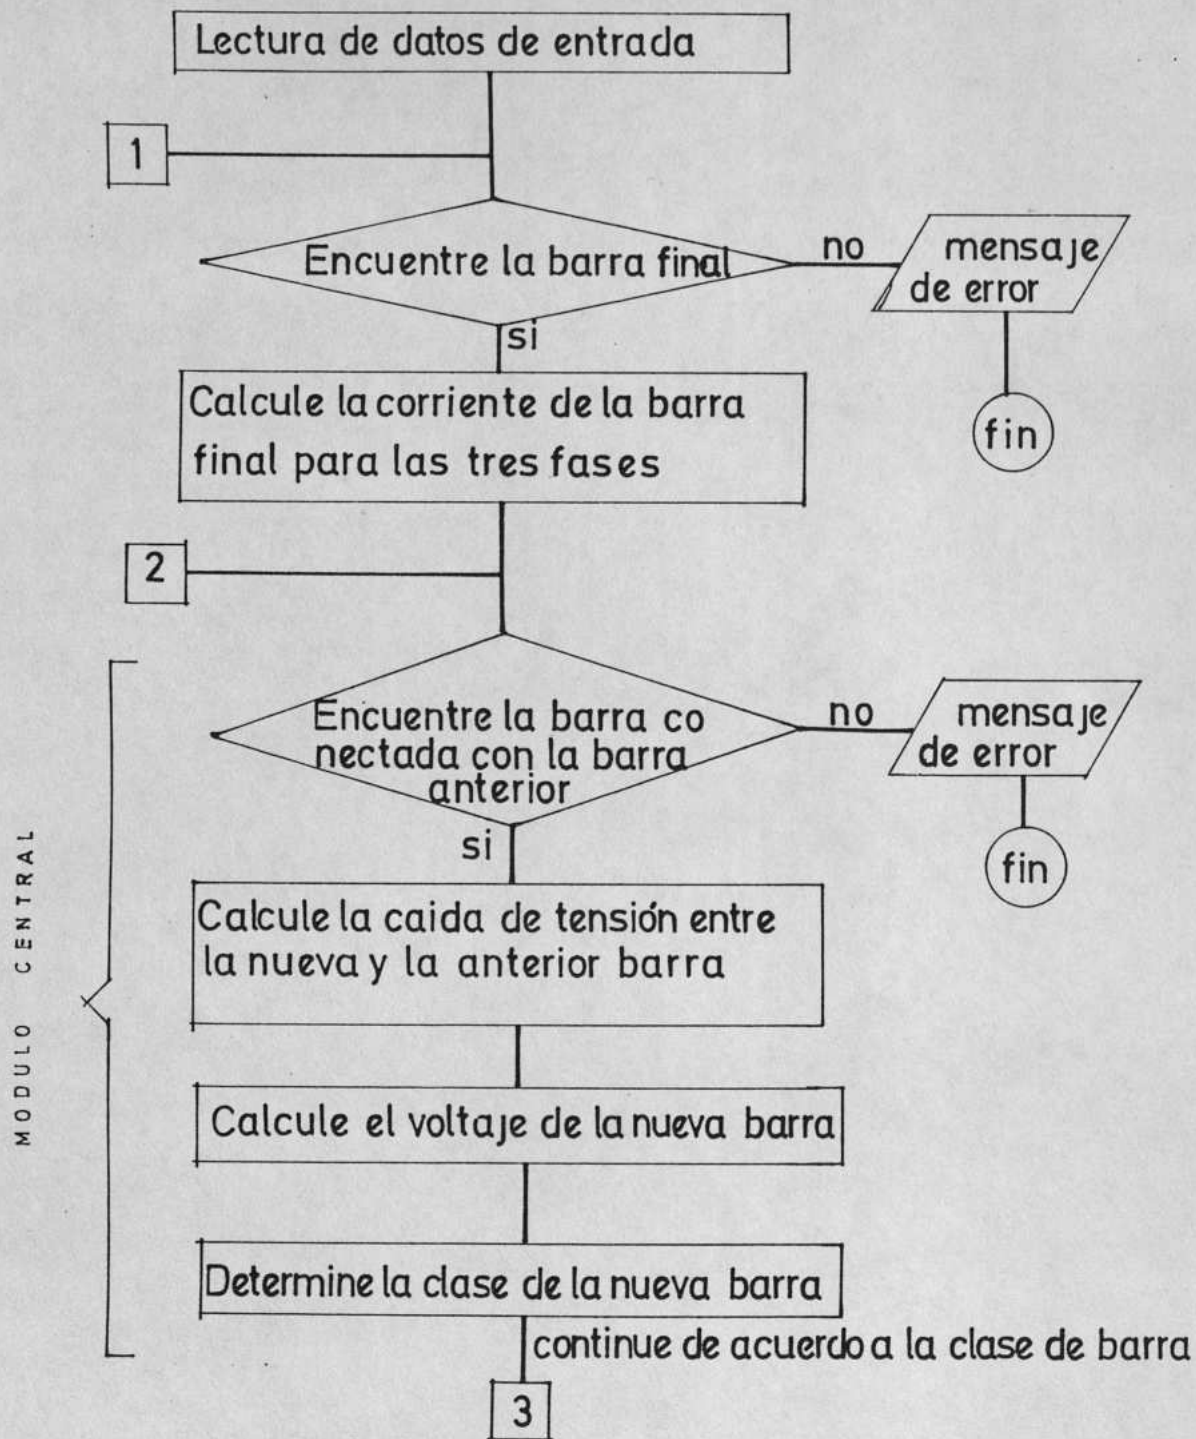 Lectura de datos de entrada
1
Encuentre la barra final
no
mensaje
de error
si
fin
Calcule la corriente de la barra
final para las tres fases
2
Encuentre la barra co
nectada con la barra
anterior
no
mensaje
de error
si
fin
MODULO CENTRAL
Calcule la caida de tensión entre
la nueva y la anterior barra
Calcule el voltaje de la nueva barra
Determine la clase de la nueva barra
continue de acuerdo a la clase de barra
3